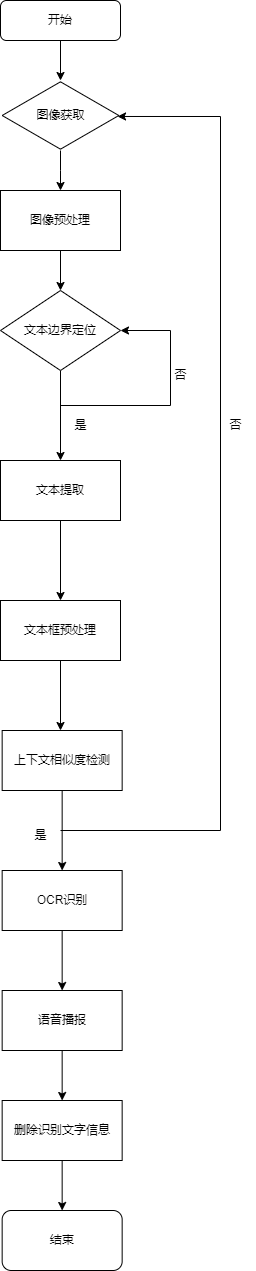 开始
图像获取
图像预处理
文本边界定位
否
是
否
文本提取
文本框预处理
上下文相似度检测
是
OCR识别
语音播报
删除识别文字信息
结束